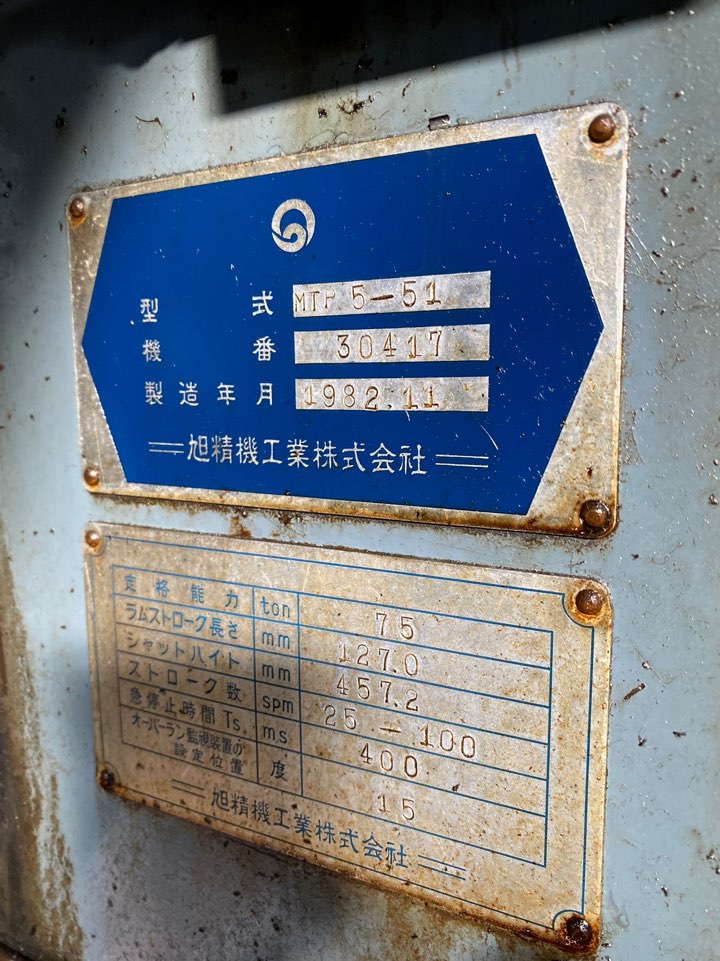 型式 MTP 5-51
機番 30417
製造年月 1982.11
旭精機工業株式会社
定格能力 ton 75
ラムストローク長さ mm 127.0
シャットハイト mm 457.2
ストローク数 spm 25-100
急停止時間 Ts ms 400
オーバーラン監視装置の
設定位置 度 15
旭精機工業株式会社